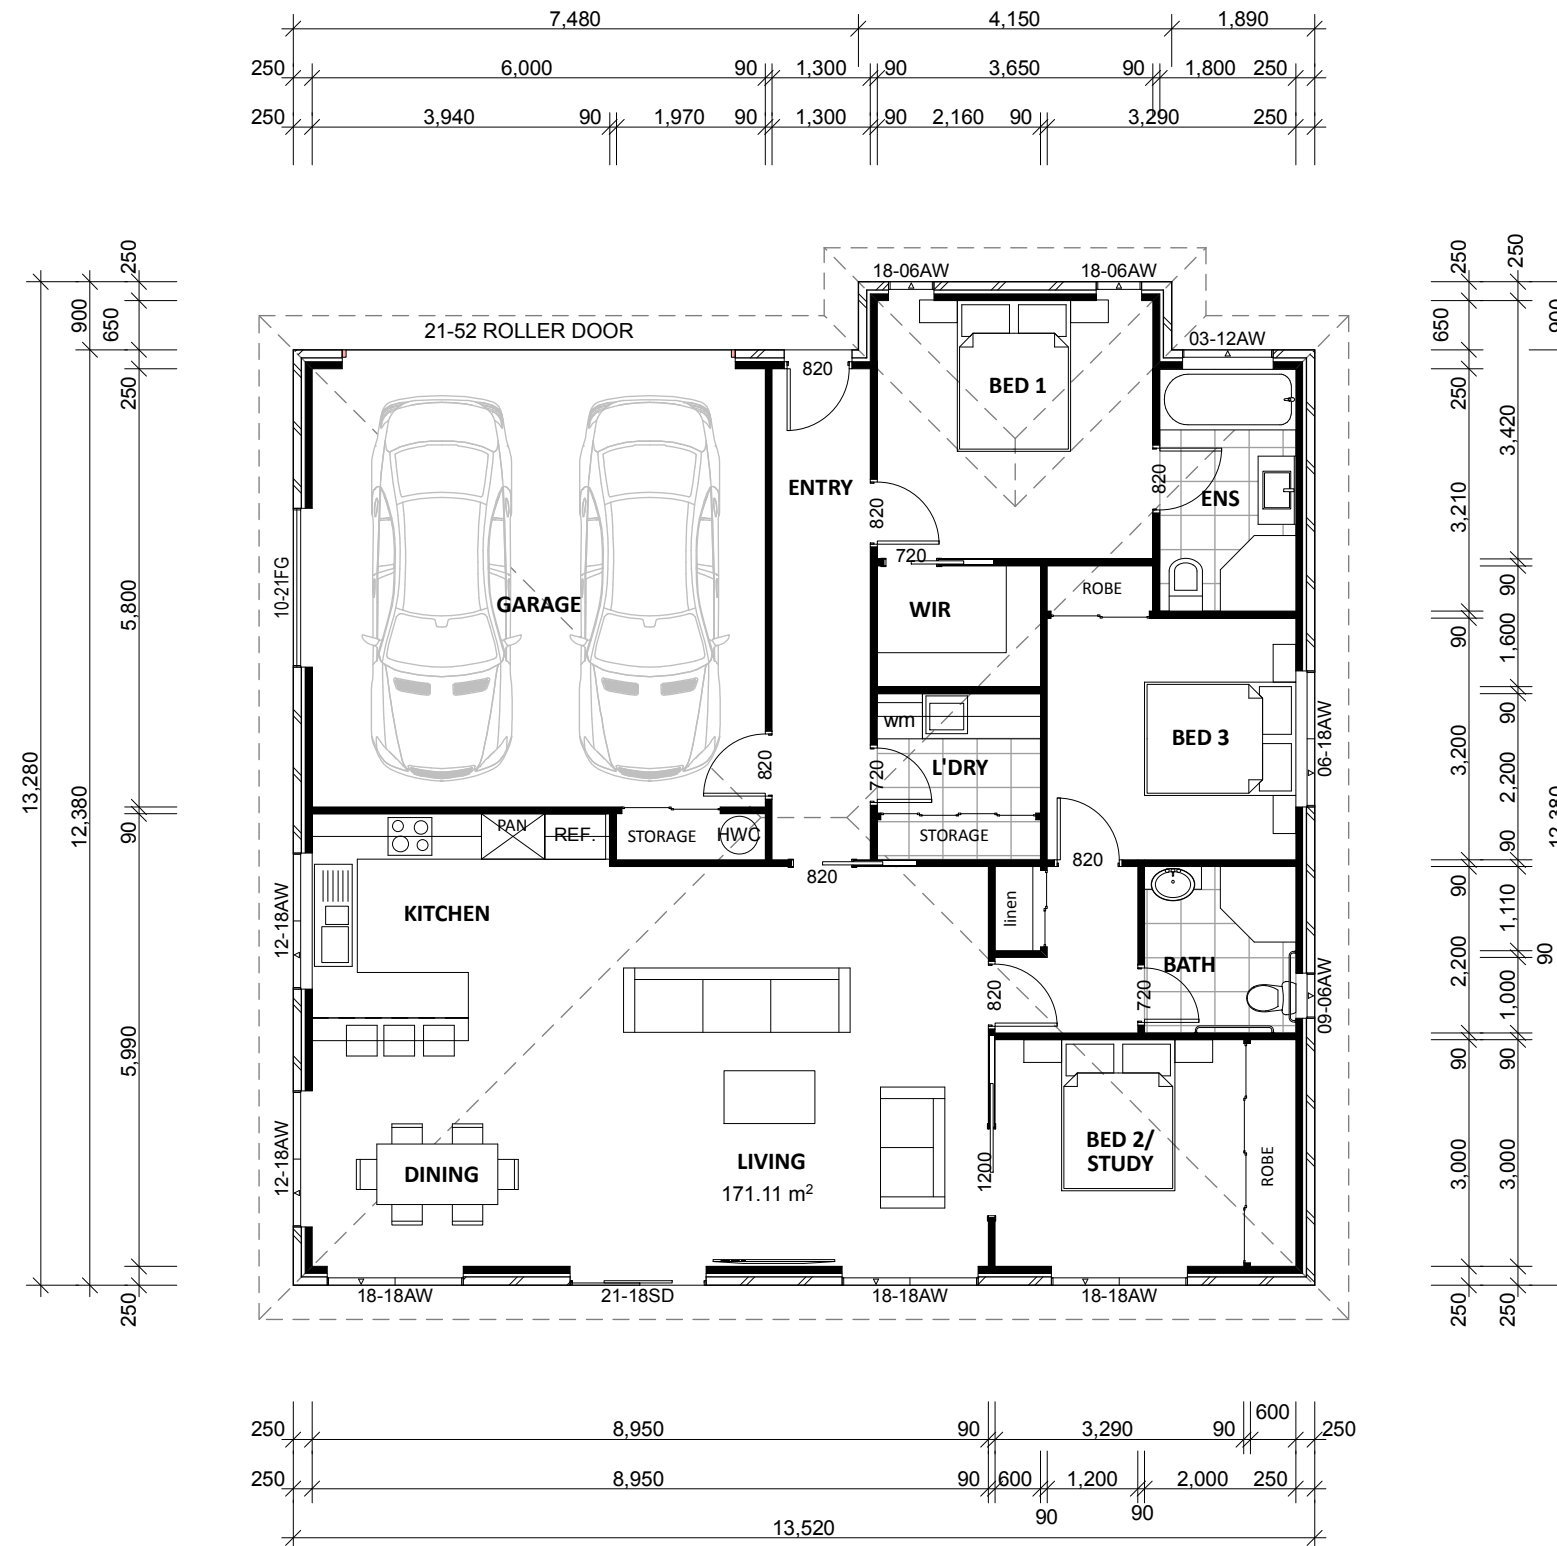 7,480 4,150 1,890
250 6,000 90 1,300 90 3,650 90 1,800 250
250 3,940 90 1,970 90 1,300 90 2,160 90 3,290 250
13,280
900 12,380
250 650 250 5,800 90 5,990 250
18-06AW 18-06AW
21-52 ROLLER DOOR
03-12AW
820
BED 1
ENTRY
820
820
ENS
720
10-21FG
GARAGE
WIR
ROBE
wm
BED 3
06-18AW
820
720
L'DRY
PAN
REF.
STORAGE
HWC
STORAGE
820
820
12-18AW
KITCHEN
linen
BATH
820
720
09-06AW
12-18AW
DINING
LIVING
171.11 m²
1200
BED 2/
STUDY
ROBE
18-18AW 21-18SD 18-18AW 18-18AW
250 650 250 3,210 90 3,200 90 2,200 90 3,000 250
250 3,420 90 1,600 90 2,200 90 1,110 90 1,000 90 3,000 250
900 12,380
250 8,950 90 3,290 90 600 250
250 8,950 90 600 90 1,200 90 2,000 250
13,520